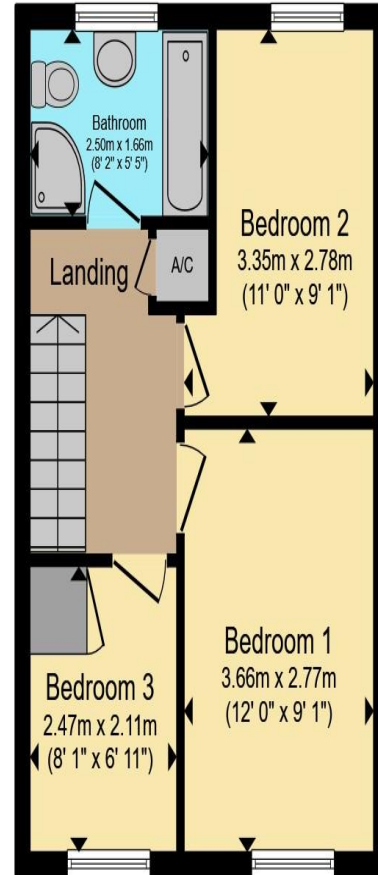 Bathroom
2.50m x 1.66m
(8' 2" x 5' 5")
Bedroom 2
3.35m x 2.78m
(11' 0" x 9' 1")
Landing
A/C
Bedroom 1
3.66m x 2.77m
(12' 0" x 9' 1")
Bedroom 3
2.47m x 2.11m
(8' 1" x 6' 11")